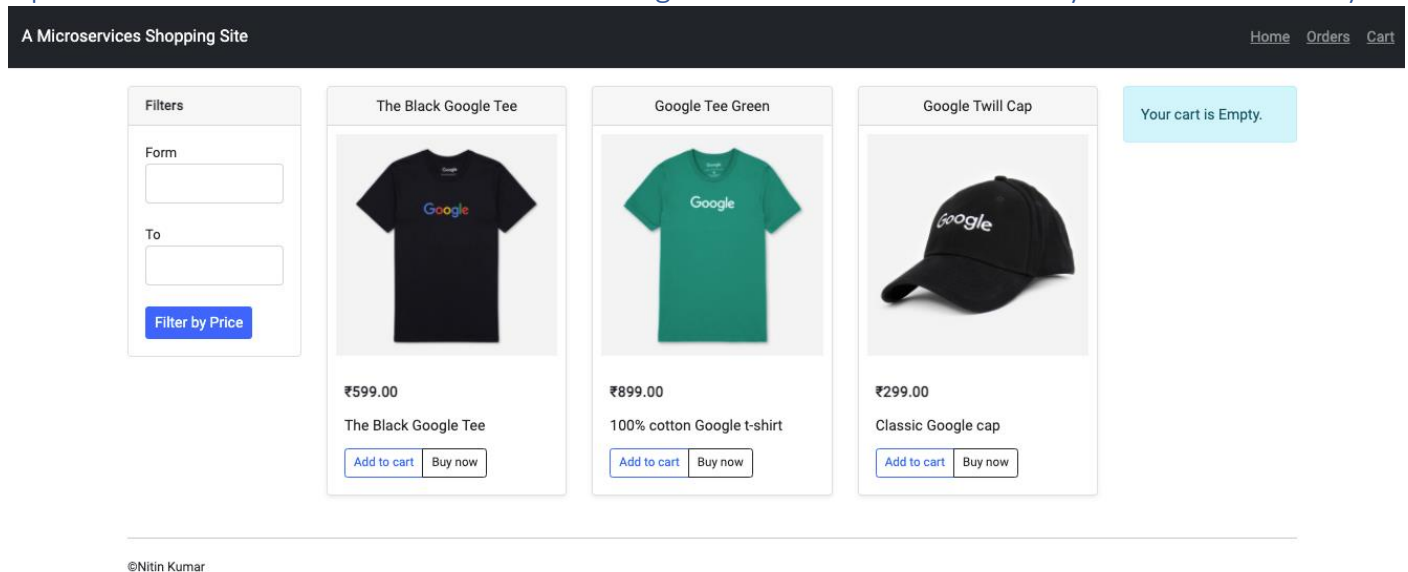 A Microservices Shopping Site
Home Orders Cart
Filters
Form
To
Filter by Price
The Black Google Tee
Google
Google
₹599.00
The Black Google Tee
Add to cart Buy now
Google Tee Green
Google
Google
₹899.00
100% cotton Google t-shirt
Add to cart Buy now
Google Twill Cap
Google
₹299.00
Classic Google cap
Add to cart Buy now
Your cart is Empty.
©Nitin Kumar